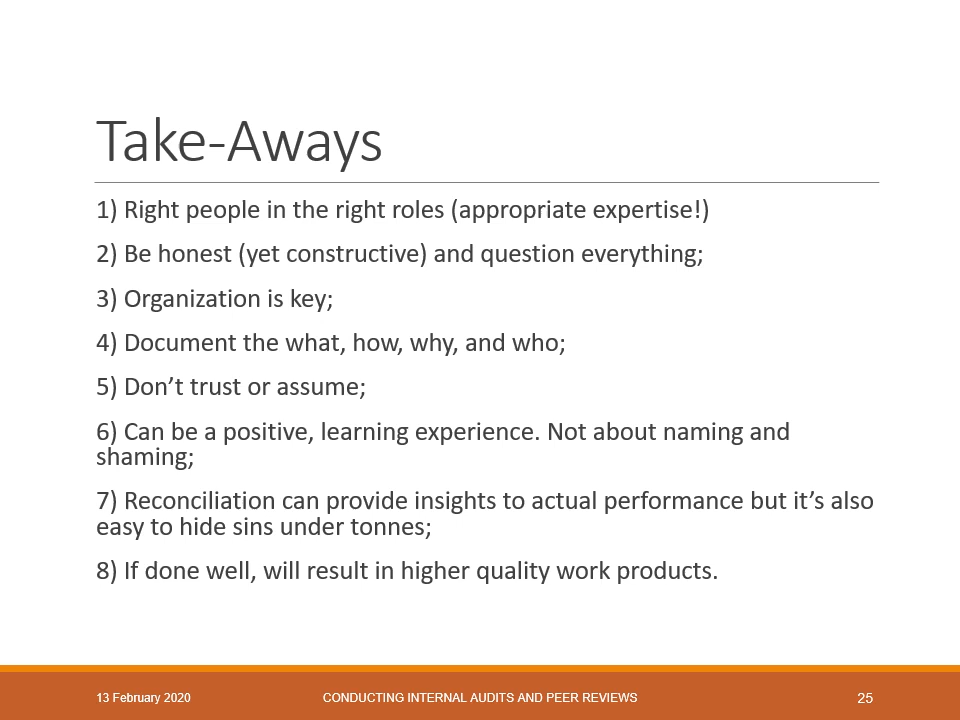 Take-Aways
1) Right people in the right roles (appropriate expertise!)
2) Be honest (yet constructive) and question everything;
3) Organization is key;
4) Document the what, how, why, and who;
5) Don’t trust or assume;
6) Can be a positive, learning experience. Not about naming and
shaming;
7) Reconciliation can provide insights to actual performance but it’s also
easy to hide sins under tonnes;
8) If done well, will result in higher quality work products.
13 February 2020
CONDUCTING INTERNAL AUDITS AND PEER REVIEWS
25